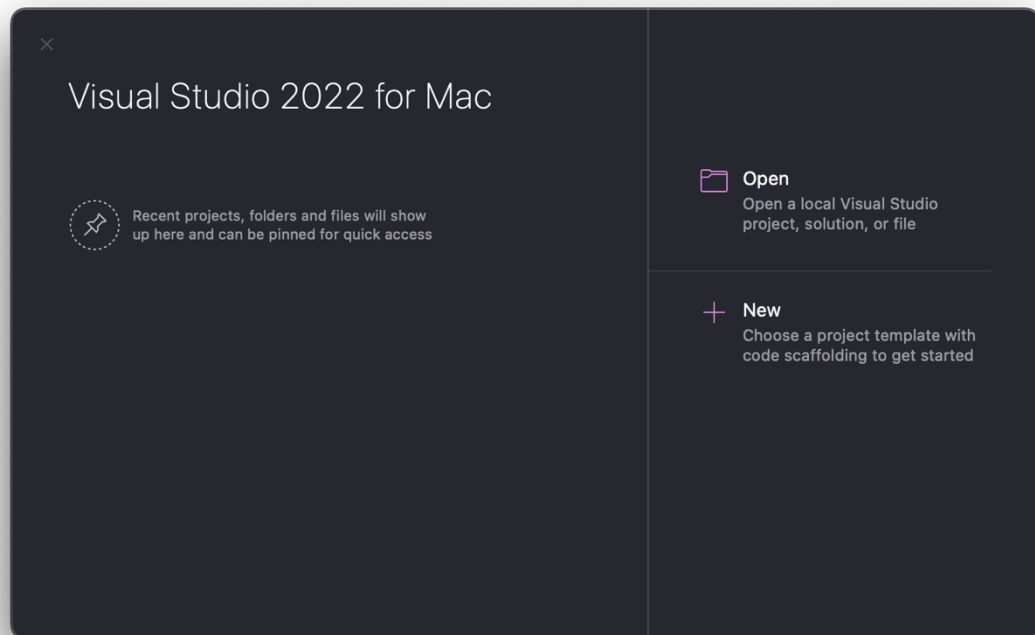 Visual Studio 2022 for Mac
Recent projects, folders and files will show
up here and can be pinned for quick access
Open
Open a local Visual Studio
project, solution, or file
New
Choose a project template with
code scaffolding to get started